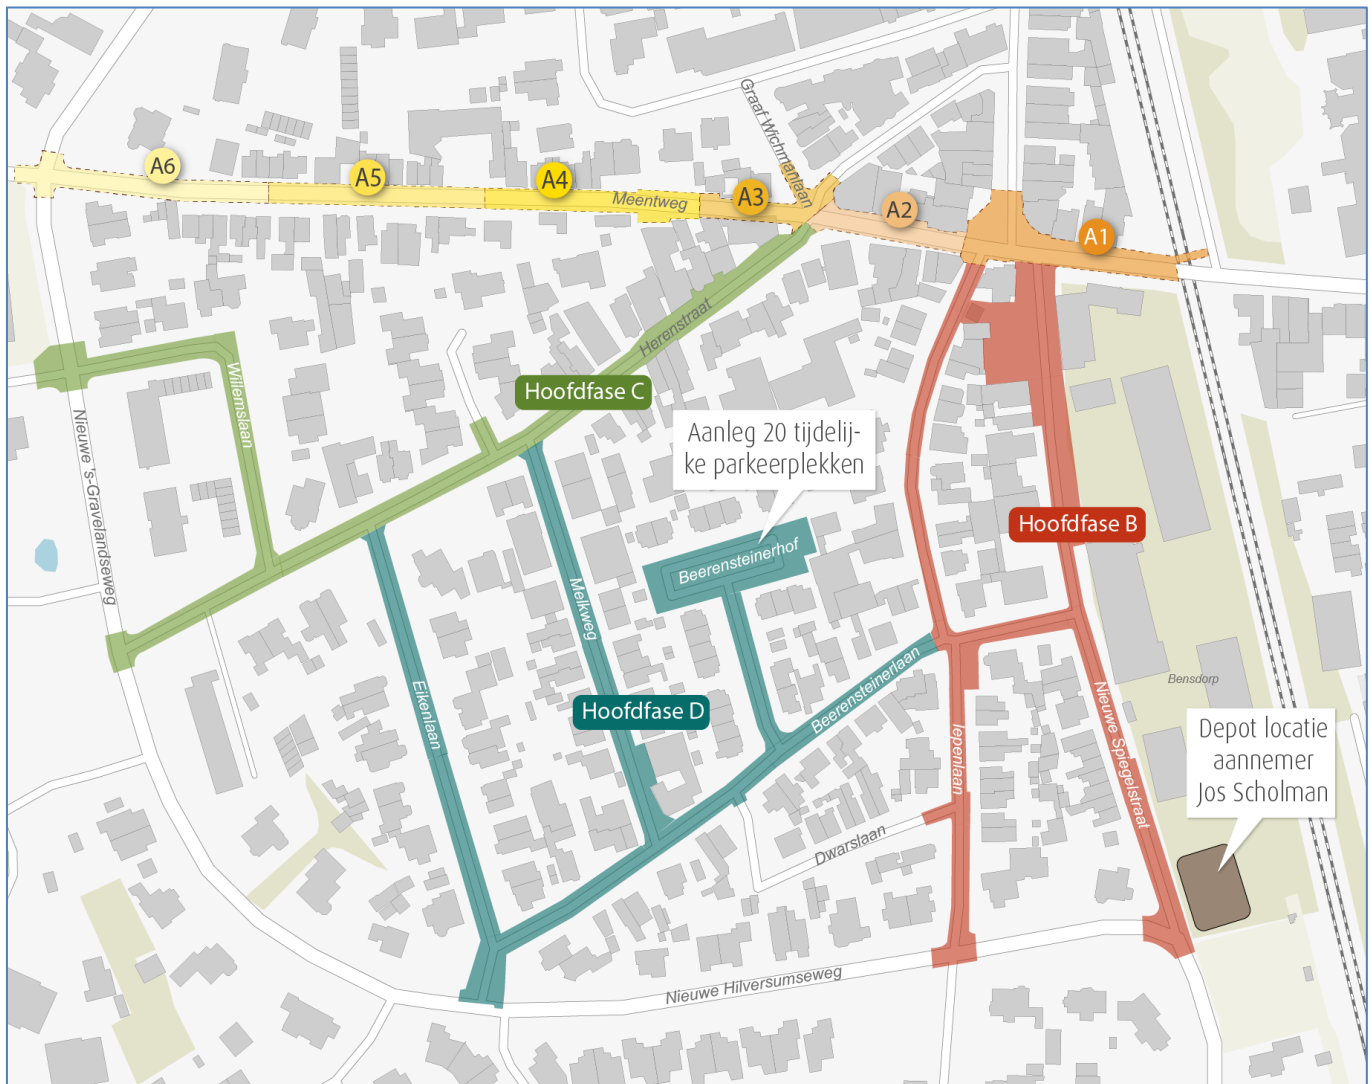 Graaf Wichmanlaan
A6
A5
A4
A3
A2
A1
Meentweg
Herenstraat
Willemslaan
Hoofdfase C
Nieuwe 's-Gravelandseweg
Aanleg 20 tijdelij-
ke parkeerplekken
Hoofdfase B
Beerensteinerhof
Melkweg
Eikenlaan
Hoofdfase D
Beerensteinerlaan
Bensdorp
Iepenlaan
Nieuwe Spiegelstraat
Depot locatie
aannemer
Jos Scholman
Dwarslaan
Nieuwe Hilversumseweg